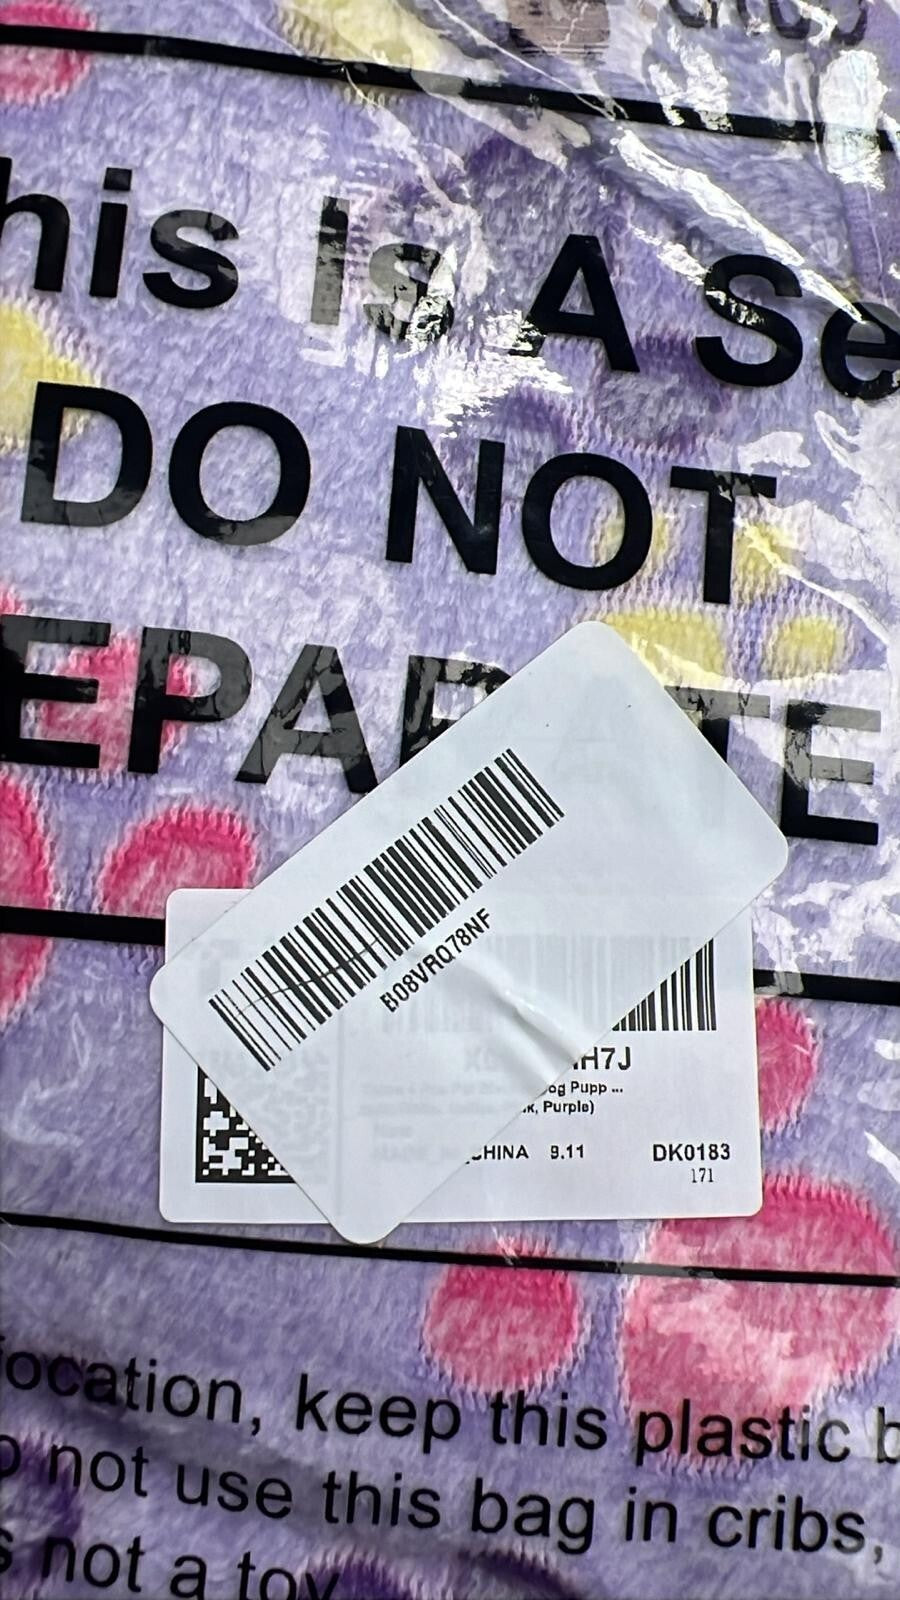 his Is A Se
DO NOT
EPARATE
B08VRQ78NF
H7J
og Pupp ...
k, Purple)
CHINA 9.11 DK0183
171
focation, keep this plastic b
o not use this bag in cribs,
s not a toy